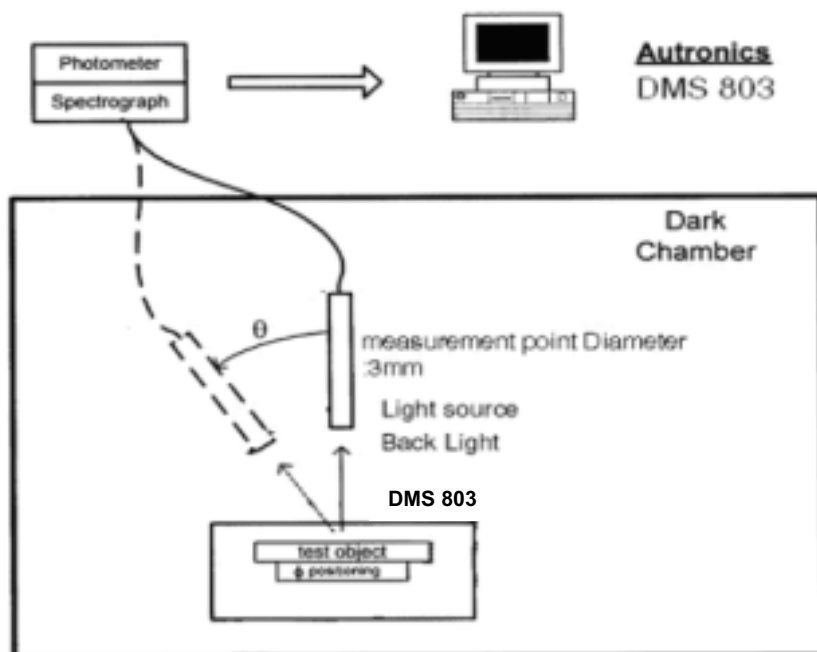 Photometer
Spectrograph
Autronics
DMS 803
Dark
Chamber
θ
measurement point Diameter
:3mm
Light source
Back Light
DMS 803
test object
ϕ positioning